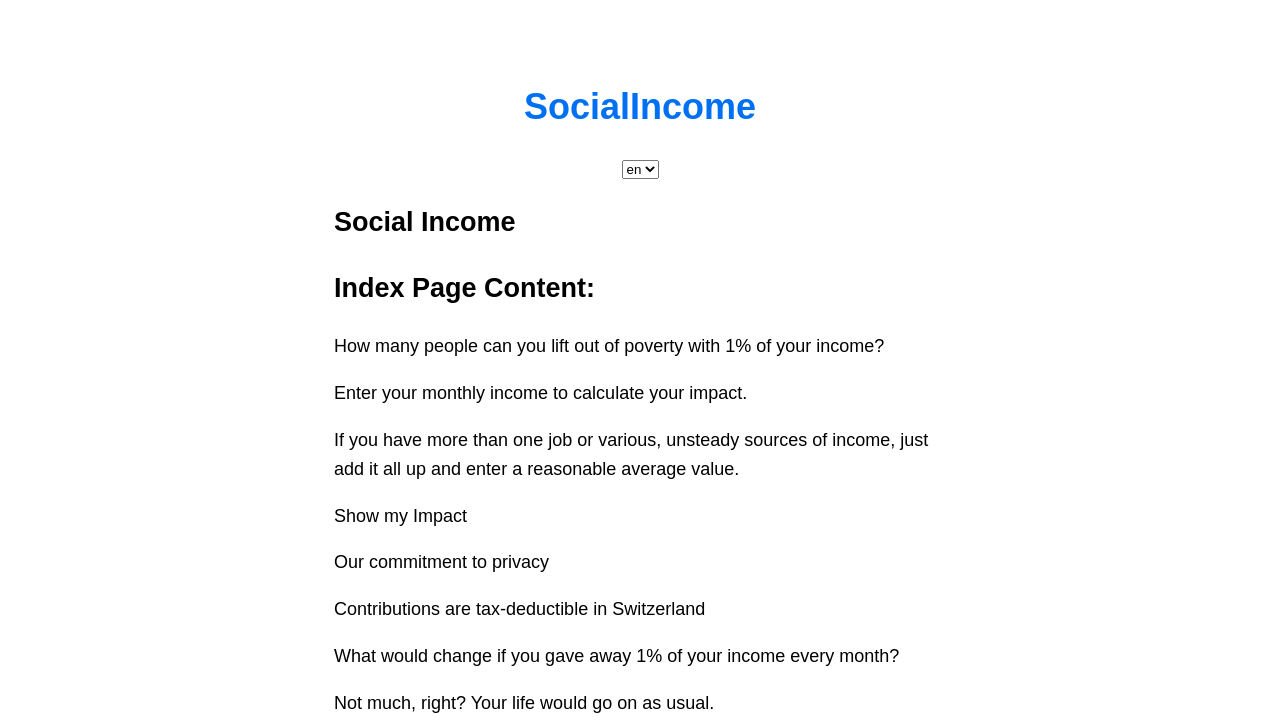 SocialIncome
en
Social Income
Index Page Content:
How many people can you lift out of poverty with 1% of your income?
Enter your monthly income to calculate your impact.
If you have more than one job or various, unsteady sources of income, just
add it all up and enter a reasonable average value.
Show my Impact
Our commitment to privacy
Contributions are tax-deductible in Switzerland
What would change if you gave away 1% of your income every month?
Not much, right? Your life would go on as usual.